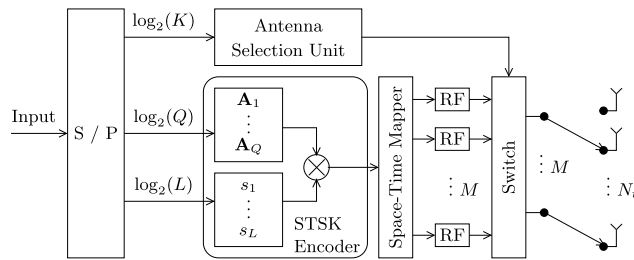 Input
S / P
log₂(K)
Antenna
Selection Unit
log₂(Q)
A₁
⋮
A_Q
log₂(L)
s₁
⋮
s_L
STSK
Encoder
Space-Time Mapper
RF
RF
⋮ M
RF
Switch
⋮ M
⋮